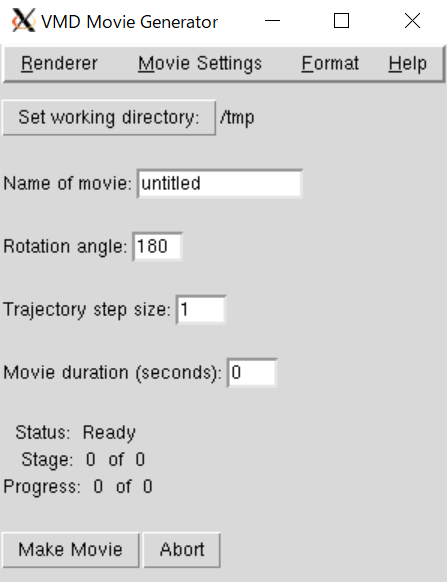 VMD Movie Generator
Renderer Movie Settings Format Help
Set working directory: /tmp
Name of movie: untitled
Rotation angle: 180
Trajectory step size: 1
Movie duration (seconds): 0
Status: Ready
Stage: 0 of 0
Progress: 0 of 0
Make Movie Abort